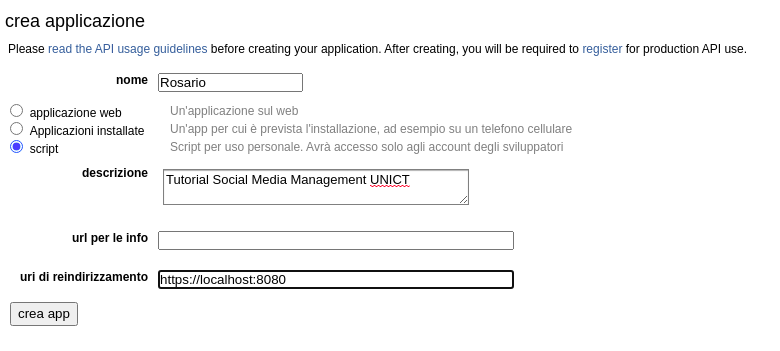 crea applicazione
Please read the API usage guidelines before creating your application. After creating, you will be required to register for production API use.
nome Rosario
applicazione web Un'applicazione sul web
Applicazioni installate Un'app per cui è prevista l'installazione, ad esempio su un telefono cellulare
script Script per uso personale. Avrà accesso solo agli account degli sviluppatori
descrizione Tutorial Social Media Management UNICT
url per le info
uri di reindirizzamento https://localhost:8080
crea app